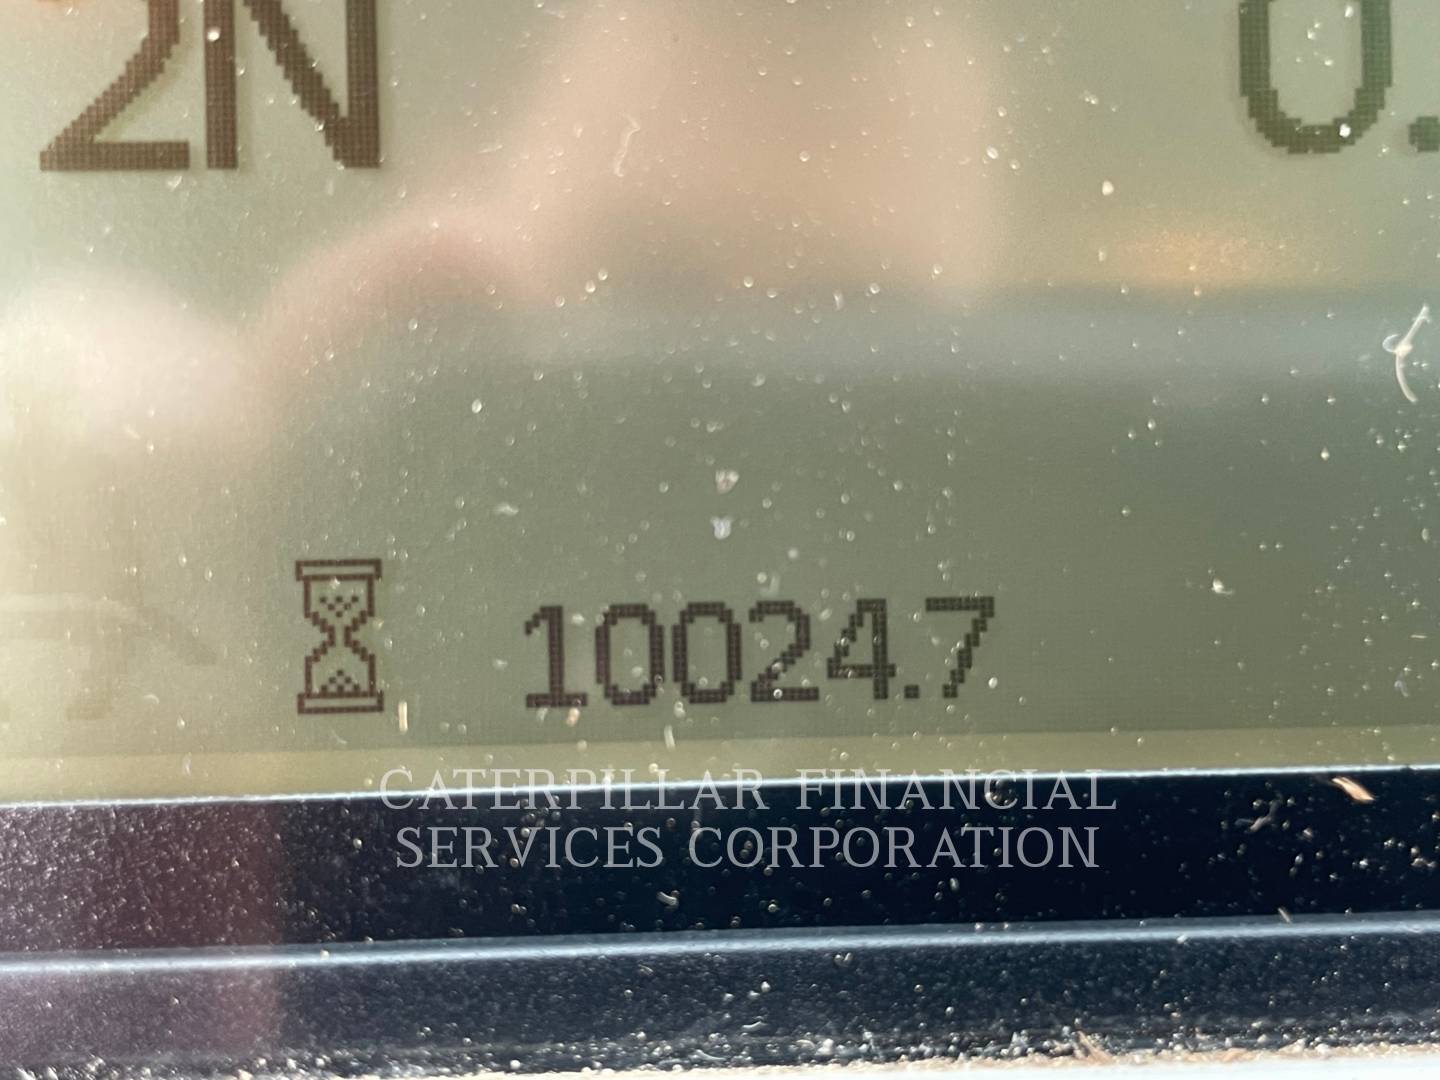 2N 0.
10024.7
CATERPILLAR FINANCIAL
SERVICES CORPORATION